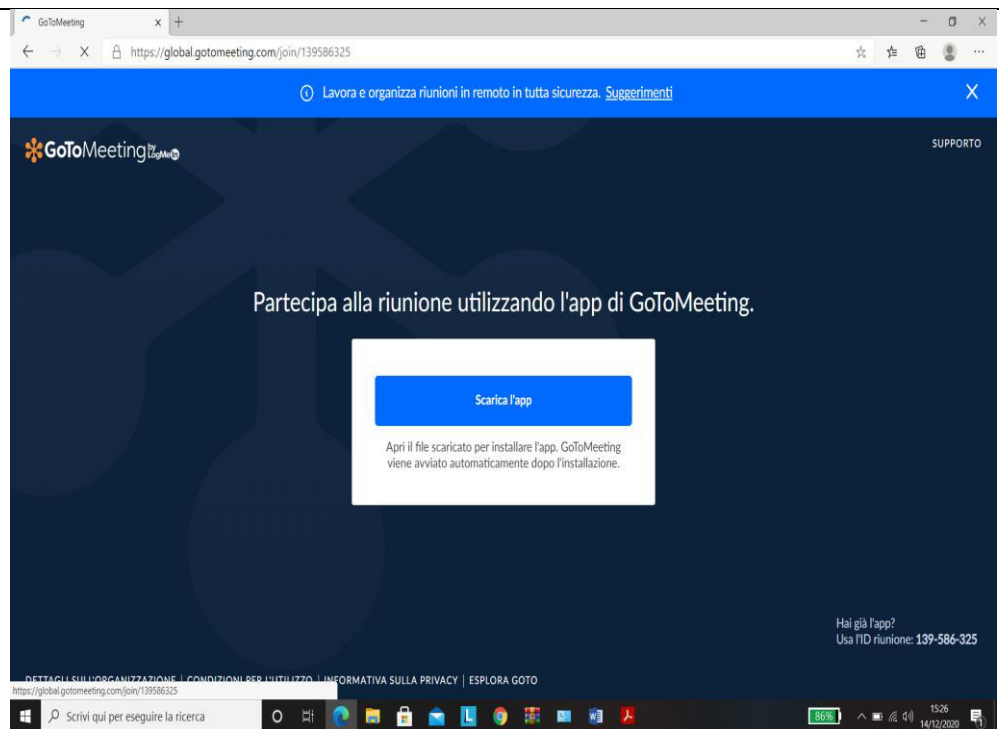 GoToMeeting
https://global.gotomeeting.com/join/139586325
Lavora e organizza riunioni in remoto in tutta sicurezza. Suggerimenti
GoToMeeting by LogMeIn
SUPPORTO
Partecipa alla riunione utilizzando l'app di GoToMeeting.
Scarica l'app
Apri il file scaricato per installare l'app. GoToMeeting
viene avviato automaticamente dopo l'installazione.
Hai già l'app?
Usa l'ID riunione: 139-586-325
DETTAGLI SULL'ORGANIZZAZIONE | CONDIZIONI PER L'UTILIZZO | INFORMATIVA SULLA PRIVACY | ESPLORA GOTO
https://global.gotomeeting.com/join/139586325
Scrivi qui per eseguire la ricerca
86%
15:26
14/12/2020